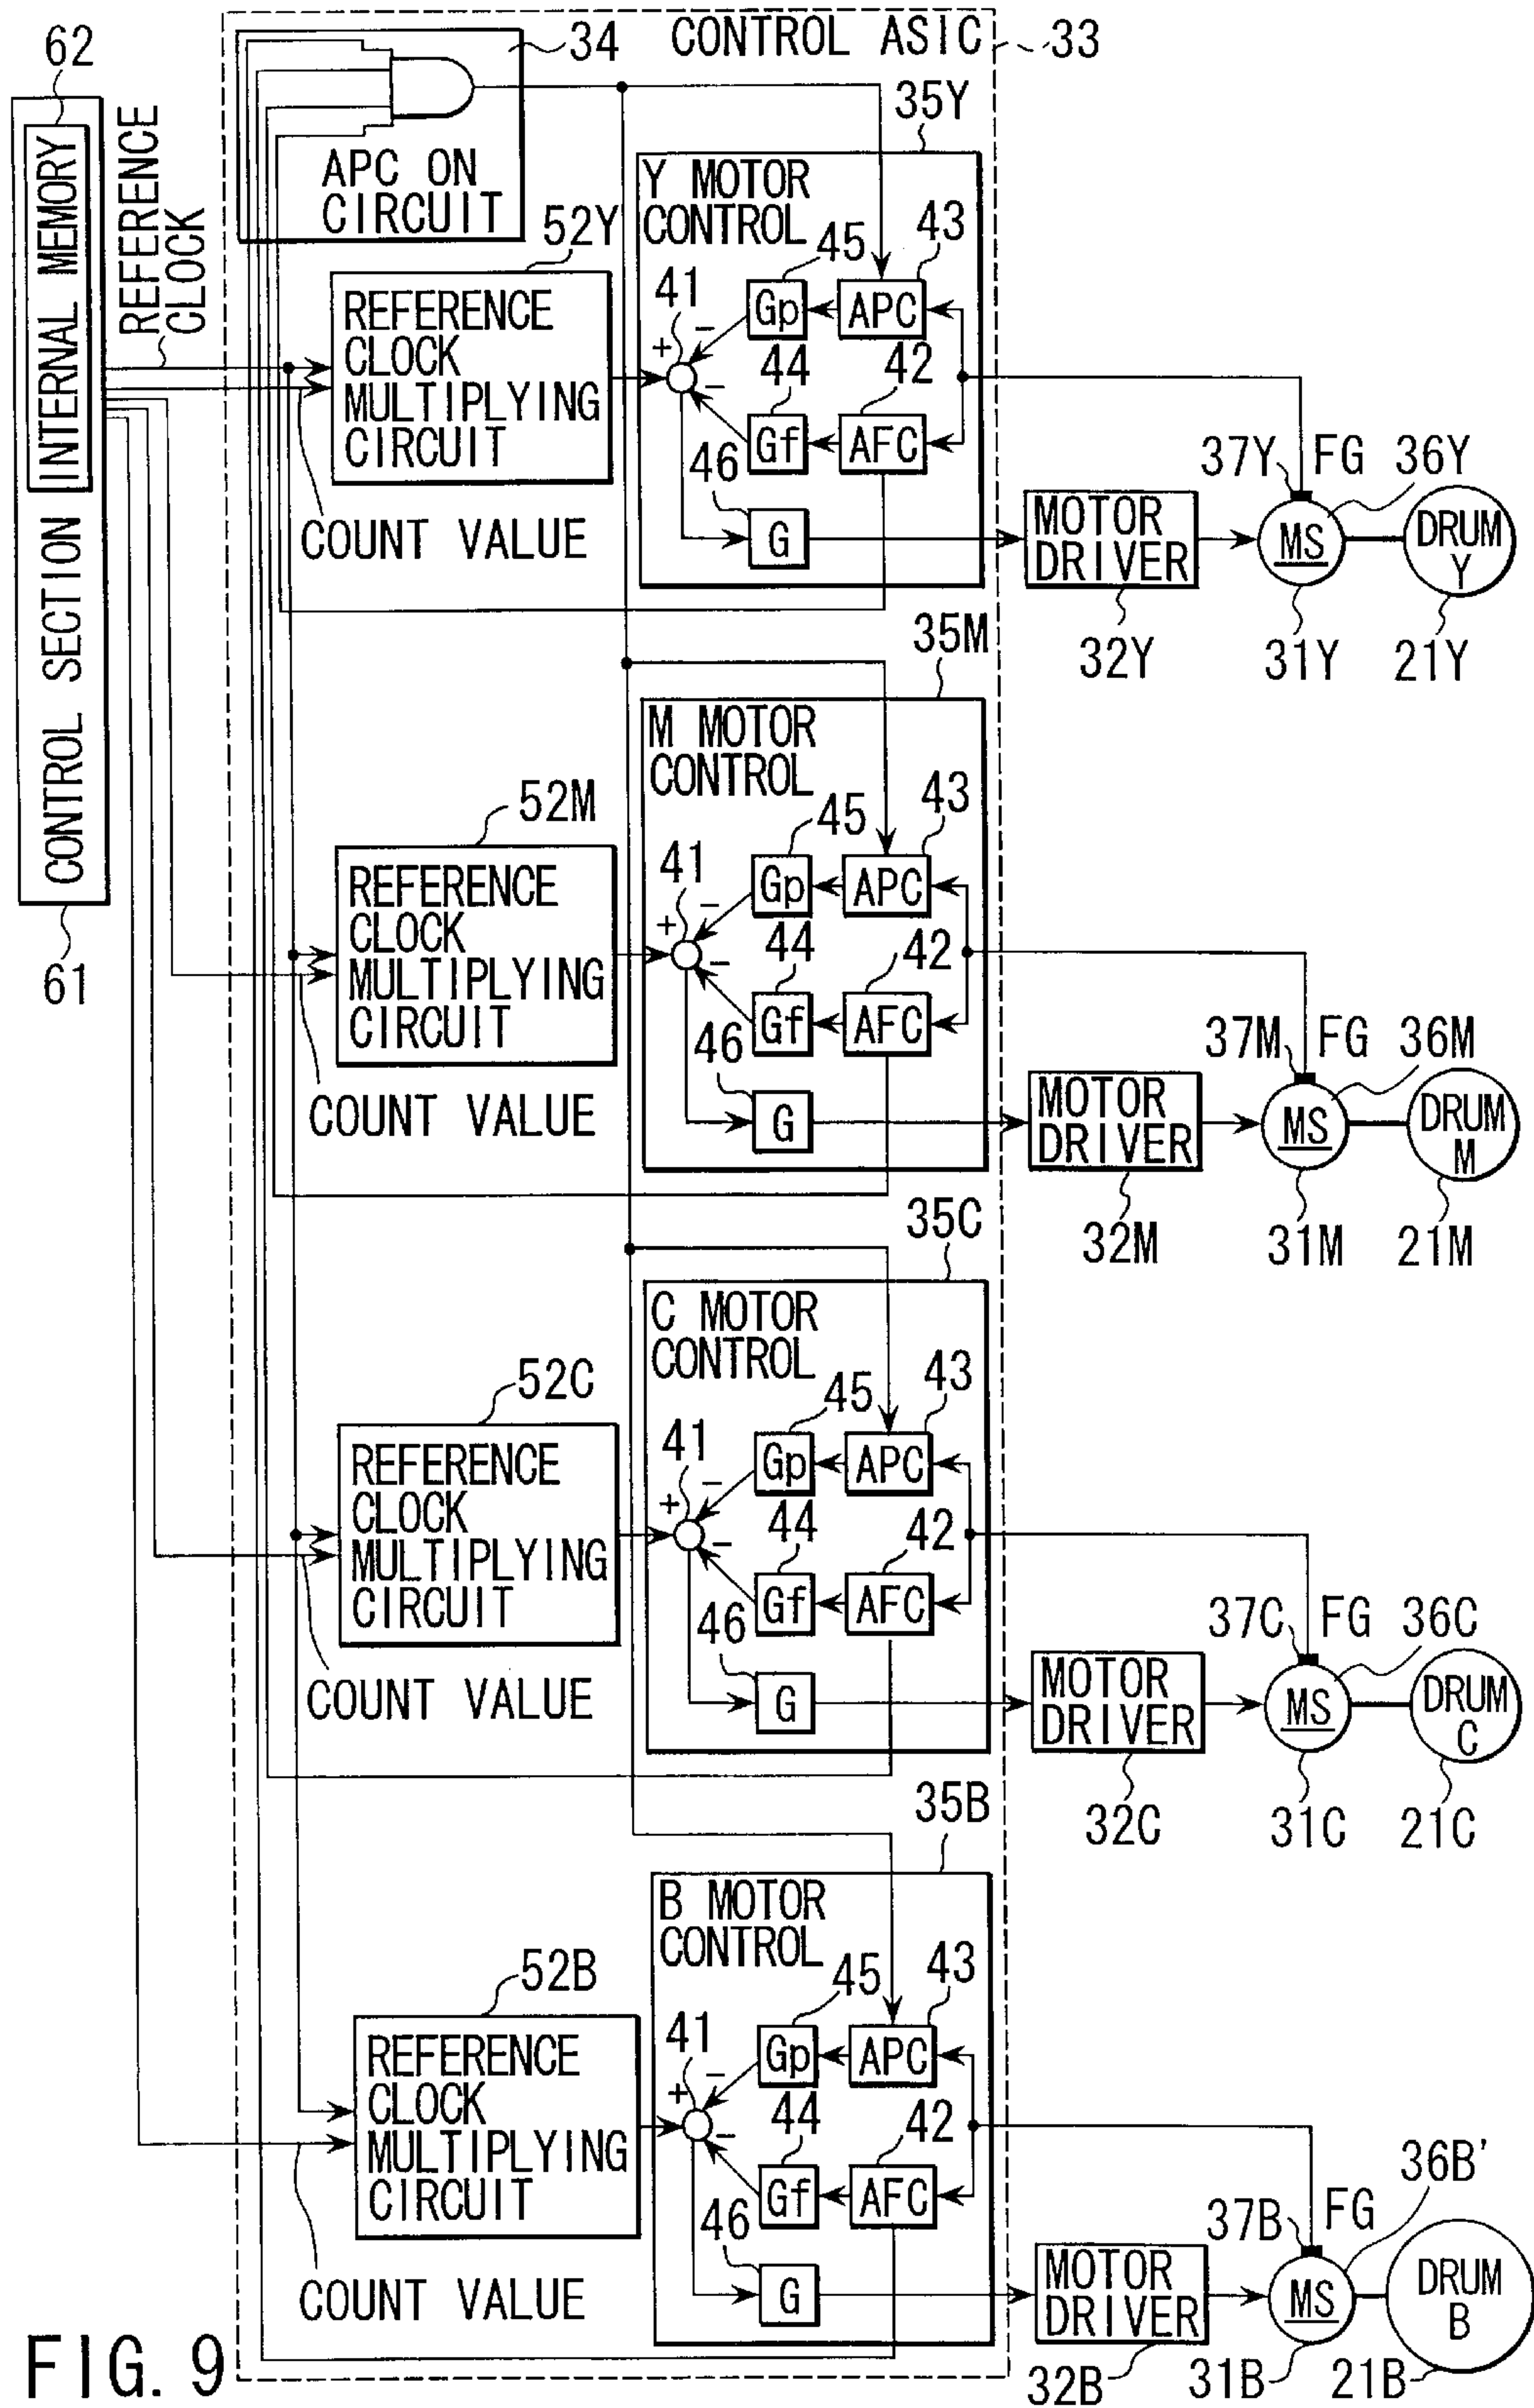 CONTROL ASIC
33
34
62
APC ON
CIRCUIT
REFERENCE
CLOCK
INTERNAL MEMORY
CONTROL SECTION
61
35Y
Y MOTOR
CONTROL
52Y
REFERENCE
CLOCK
MULTIPLYING
CIRCUIT
COUNT VALUE
41
+
-
-
45
Gp
43
APC
44
Gf
42
AFC
46
G
MOTOR
DRIVER
32Y
37Y
FG
36Y
MS
31Y
DRUM
Y
21Y
35M
M MOTOR
CONTROL
52M
REFERENCE
CLOCK
MULTIPLYING
CIRCUIT
COUNT VALUE
41
+
-
-
45
Gp
43
APC
44
Gf
42
AFC
46
G
MOTOR
DRIVER
32M
37M
FG
36M
MS
31M
DRUM
M
21M
35C
C MOTOR
CONTROL
52C
REFERENCE
CLOCK
MULTIPLYING
CIRCUIT
COUNT VALUE
41
+
-
-
45
Gp
43
APC
44
Gf
42
AFC
46
G
MOTOR
DRIVER
32C
37C
FG
36C
MS
31C
DRUM
C
21C
35B
B MOTOR
CONTROL
52B
REFERENCE
CLOCK
MULTIPLYING
CIRCUIT
COUNT VALUE
41
+
-
-
45
Gp
43
APC
44
Gf
42
AFC
46
G
MOTOR
DRIVER
32B
37B
FG
36B'
MS
31B
DRUM
B
21B
FIG. 9